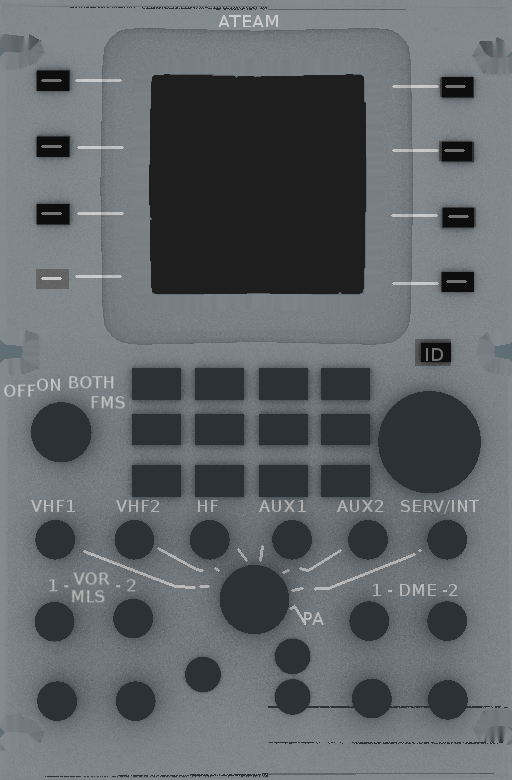 ATEAM
ID
OFF ON BOTH
FMS
VHF1 VHF2 HF AUX1 AUX2 SERV/INT
1 - VOR - 2
MLS
1 - DME -2
PA